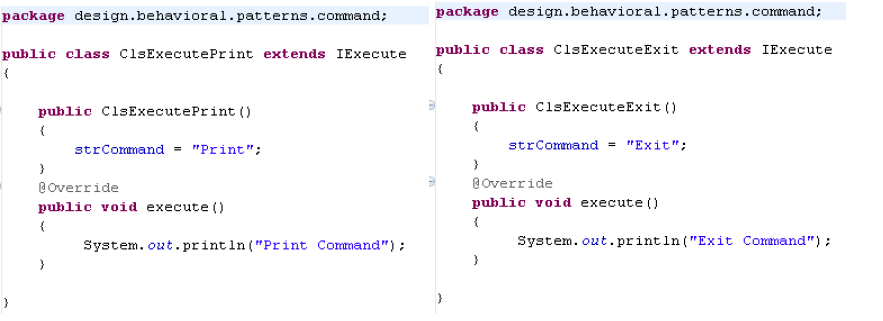 package design.behavioral.patterns.command;
public class ClsExecutePrint extends IExecute
{
public ClsExecutePrint()
{
strCommand = "Print";
}
@Override
public void execute()
{
System.out.println("Print Command");
}
}
package design.behavioral.patterns.command;
public class ClsExecuteExit extends IExecute
{
public ClsExecuteExit()
{
strCommand = "Exit";
}
@Override
public void execute()
{
System.out.println("Exit Command");
}
}